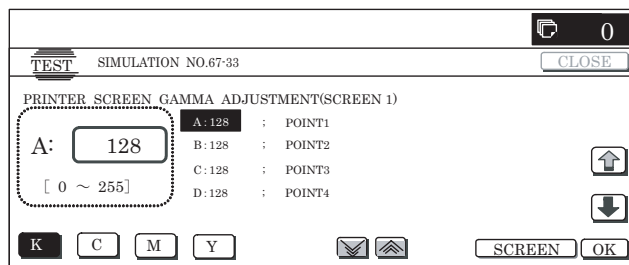 0
TEST SIMULATION NO.67-33 CLOSE
PRINTER SCREEN GAMMA ADJUSTMENT(SCREEN 1)
A:128 ; POINT1
A: 128 B:128 ; POINT2
C:128 ; POINT3
[ 0 ～ 255] D:128 ; POINT4
K C M Y SCREEN OK